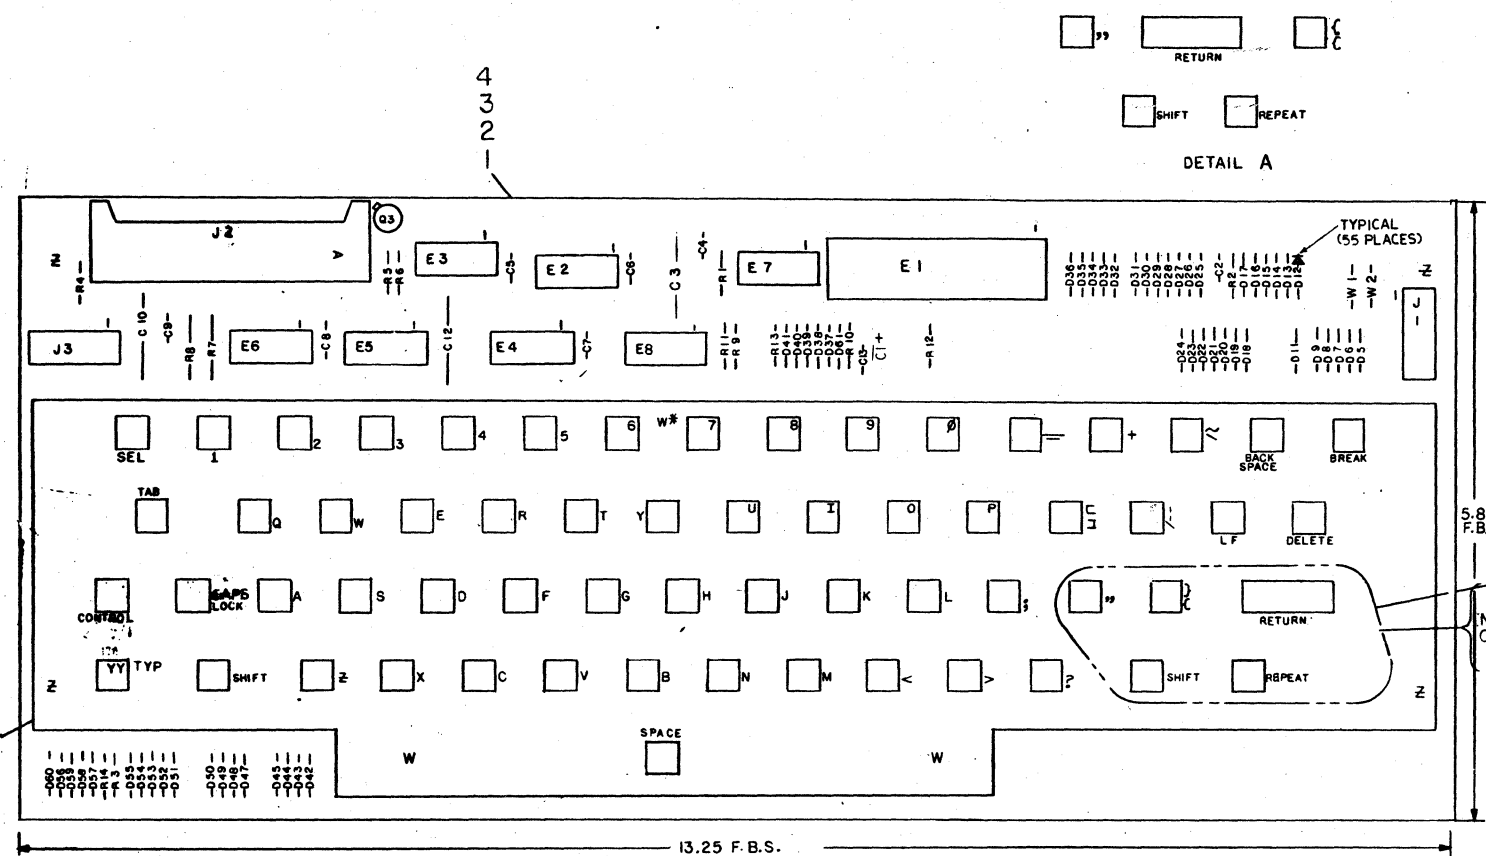 ” { {
RETURN
SHIFT REPEAT
DETAIL A
4
3
2
1
TYPICAL
(55 PLACES)
J2 Q3
Z A R4 R5 R6 E3 C5 E2 C6 C3 C4 R1 E7 E1 D36 D35 D34 D33 D32 D31 D30 D29 D28 D27 D26 D25 C2 R2 D17 D16 D15 D14 D13 D12 W1 W2 Z
J1
J3 C10 C9 R8 R7 E6 C8 E5 C12 E4 C7 E8 R11 R9 R13 D41 D40 D39 D38 D37 D61 R10 C13 C1+ R12 D24 D23 D22 D21 D20 D19 D18 D11 D9 D8 D7 D6 D5
SEL 1 2 3 4 5 6 W* 7 8 9 Ø = + ~ BACK
SPACE
BREAK
TAB Q W E R T Y U I O P [ ] LF DELETE
CONTROL CAPS
LOCK
A S D F G H J K L ; ” } { RETURN
YY TYP SHIFT Z X C V B N M < > ? SHIFT REPEAT
Z Z
W SPACE W
D60 D56 D59 D58 D57 R14 R3 D55 D54 D53 D52 D51 D50 D49 D48 D47 D45 D44 D43 D42
13.25 F.B.S.
5.8
F.B.